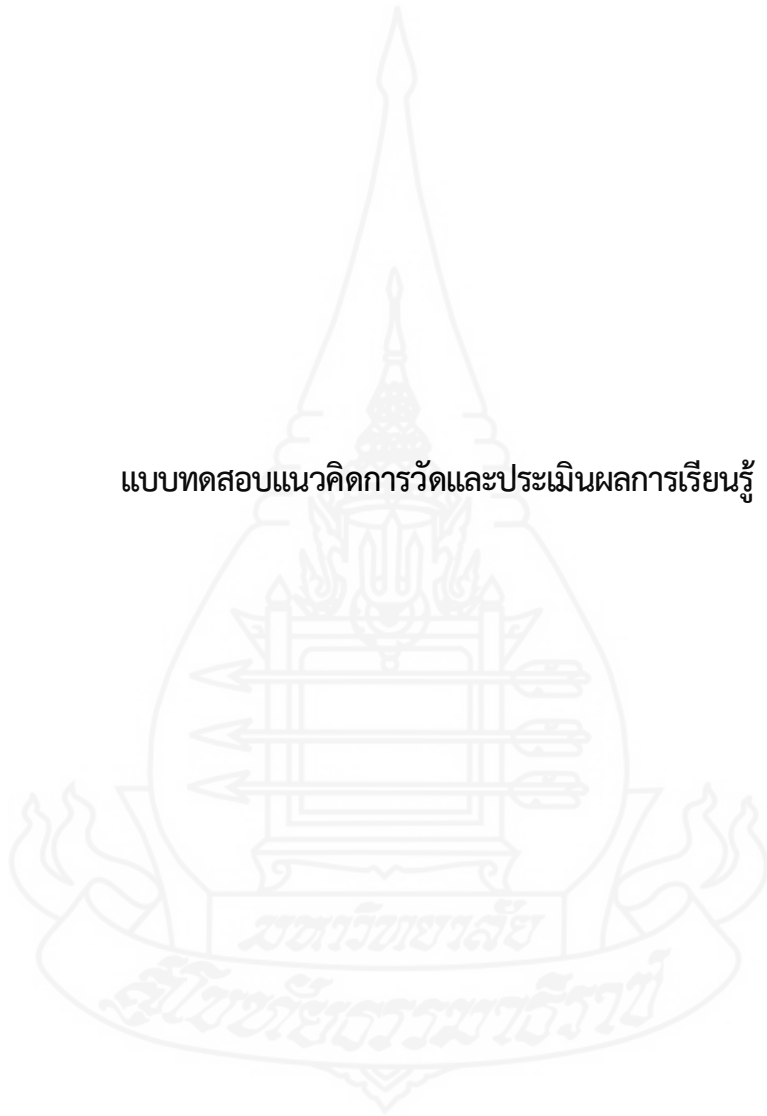 แบบทดสอบแนวคิดการวัดและประเมินผลการเรียนรู้
มหาวิทยาลัย
สุโขทัยธรรมาธิราช